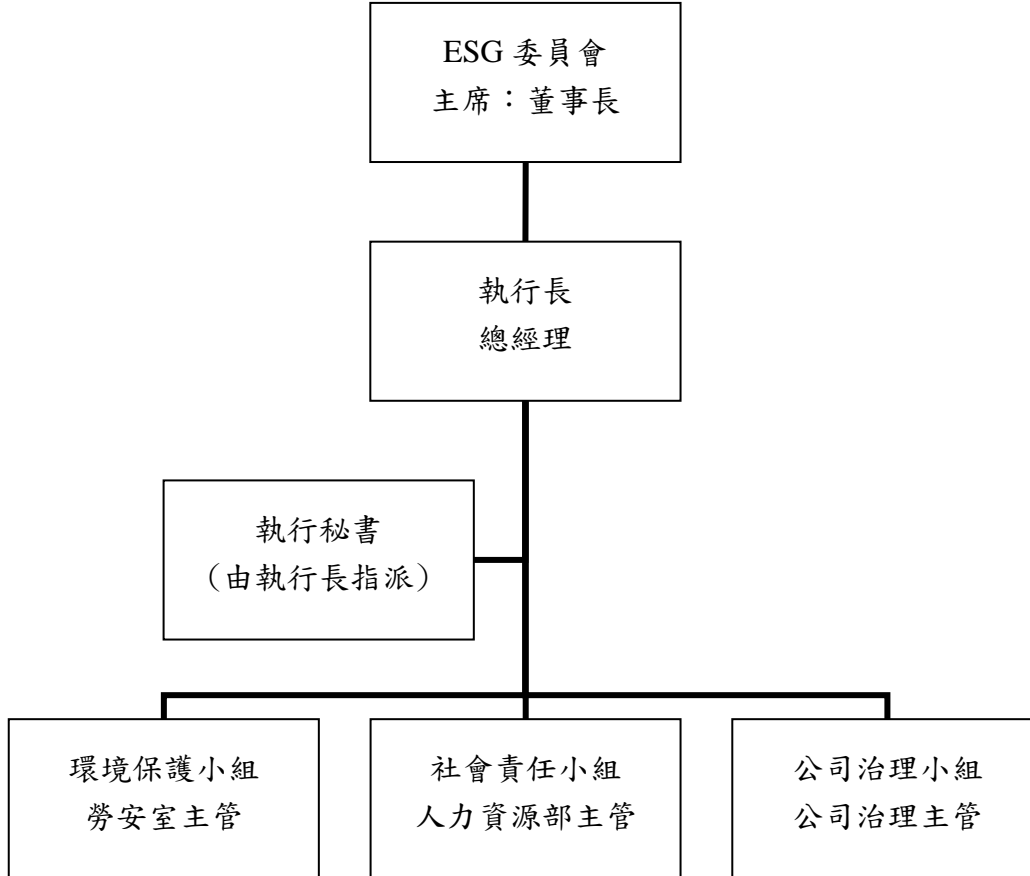 ESG 委員會
主席：董事長
執行長
總經理
執行秘書
（由執行長指派）
環境保護小組
勞安室主管
社會責任小組
人力資源部主管
公司治理小組
公司治理主管